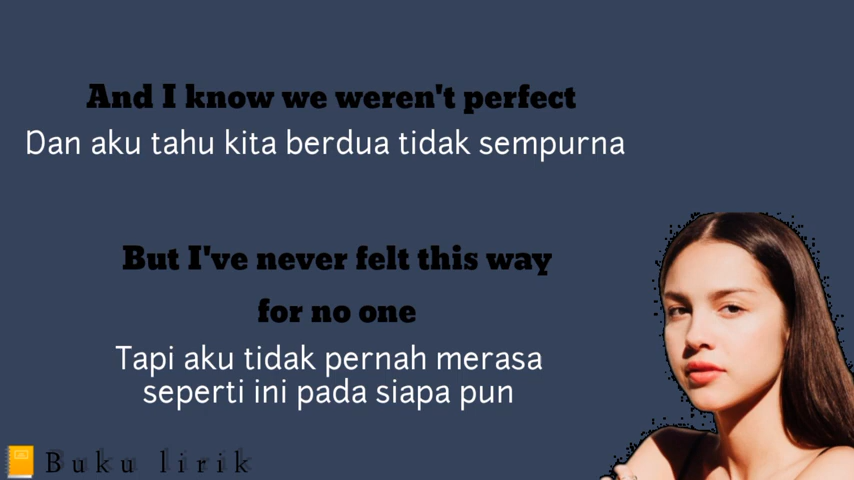 And I know we weren't perfect
Dan aku tahu kita berdua tidak sempurna
But I've never felt this way
for no one
Tapi aku tidak pernah merasa
seperti ini pada siapa pun
Buku lirik